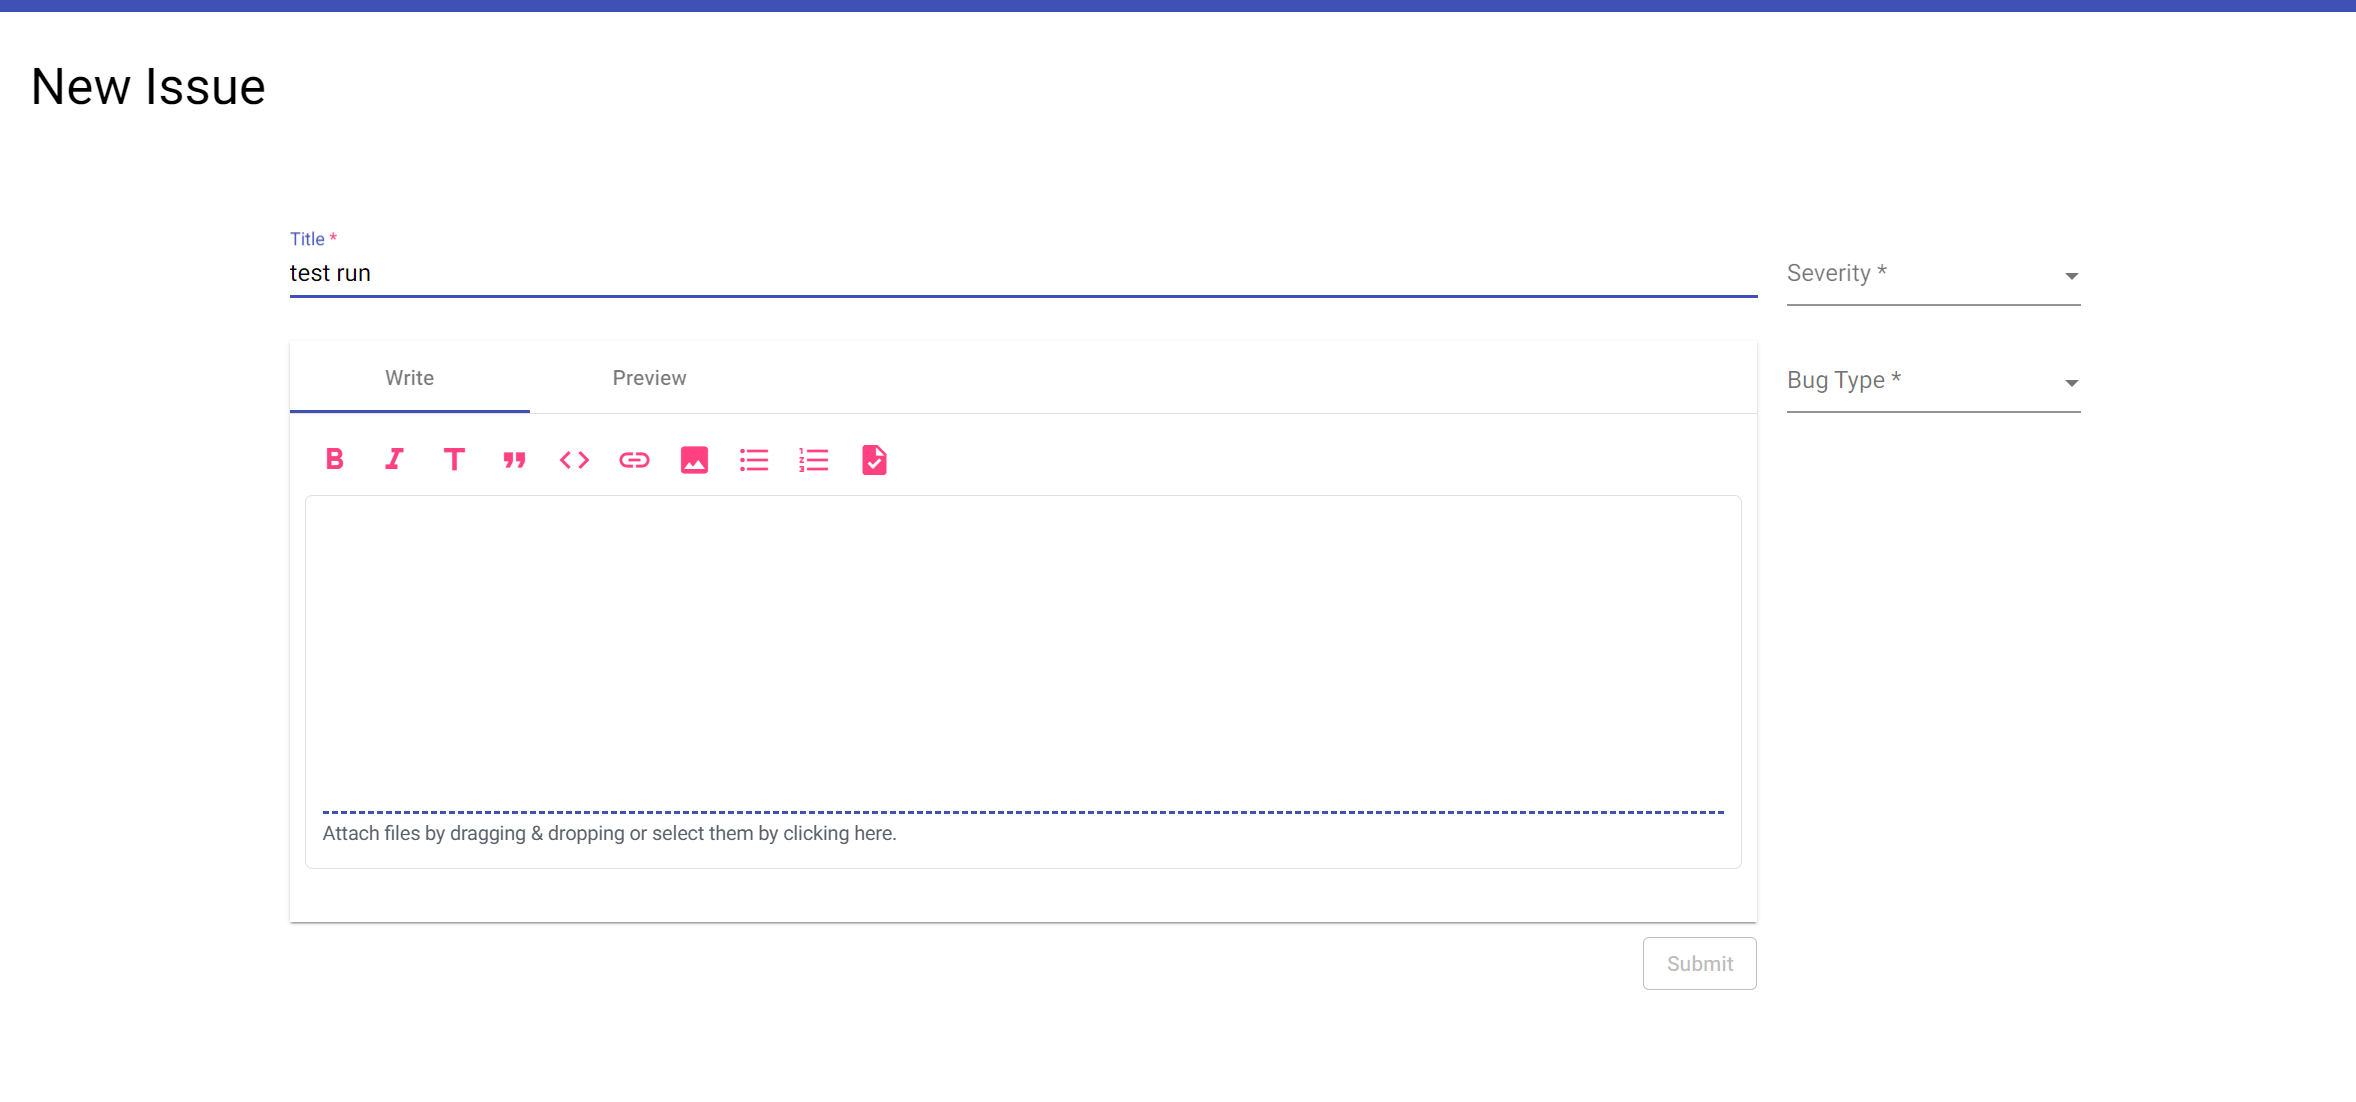 New Issue
Title *
test run
Severity *
Write Preview
Bug Type *
Attach files by dragging & dropping or select them by clicking here.
Submit